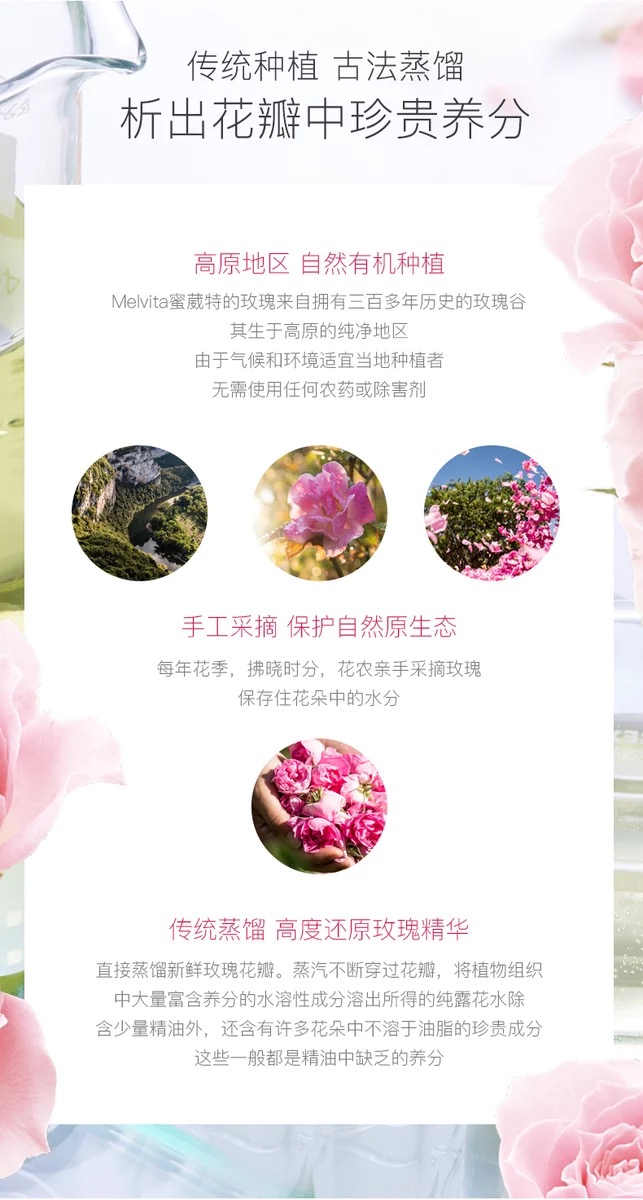 传统种植 古法蒸馏
析出花瓣中珍贵养分
高原地区 自然有机种植
Melvita蜜葳特的玫瑰来自拥有三百多年历史的玫瑰谷
其生于高原的纯净地区
由于气候和环境适宜当地种植者
无需使用任何农药或除害剂
手工采摘 保护自然原生态
每年花季，拂晓时分，花农亲手采摘玫瑰
保存住花朵中的水分
传统蒸馏 高度还原玫瑰精华
直接蒸馏新鲜玫瑰花瓣。蒸汽不断穿过花瓣，将植物组织
中大量富含养分的水溶性成分溶出所得的纯露花水除
含少量精油外，还含有许多花朵中不溶于油脂的珍贵成分
这些一般都是精油中缺乏的养分